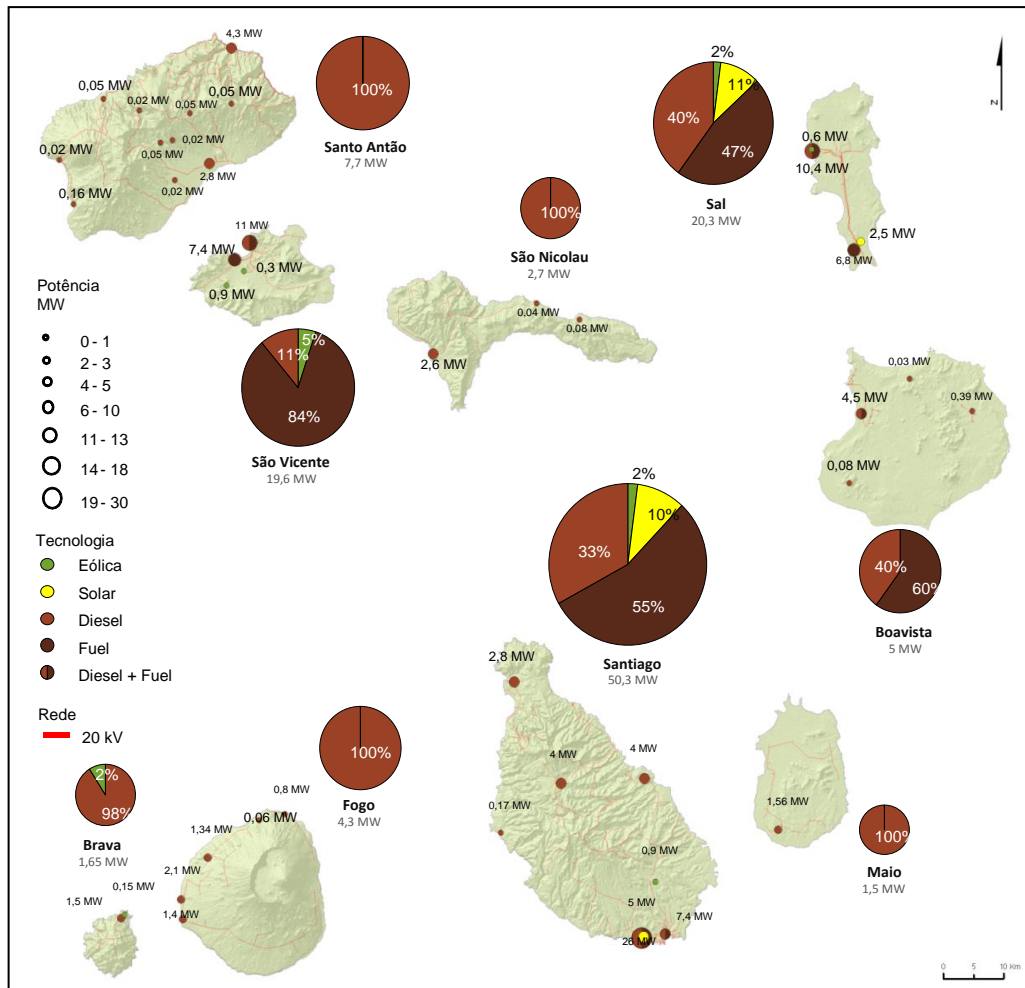 4,3 MW
0,05 MW
0,02 MW
0,05 MW
0,05 MW
0,02 MW
0,05 MW
0,02 MW
2,8 MW
0,02 MW
0,16 MW
100%
Santo Antão
7,7 MW
2%
11%
40%
47%
Sal
20,3 MW
0,6 MW
10,4 MW
2,5 MW
6,8 MW
N
100%
São Nicolau
2,7 MW
0,04 MW
0,08 MW
2,6 MW
11 MW
7,4 MW
0,3 MW
0,9 MW
5%
11%
84%
São Vicente
19,6 MW
Potência
MW
0 - 1
2 - 3
4 - 5
6 - 10
11 - 13
14 - 18
19 - 30
Tecnologia
Eólica
Solar
Diesel
Fuel
Diesel + Fuel
Rede
20 kV
0,03 MW
4,5 MW
0,39 MW
0,08 MW
40%
60%
Boavista
5 MW
2%
10%
33%
55%
Santiago
50,3 MW
2,8 MW
4 MW
4 MW
0,17 MW
0,9 MW
5 MW
7,4 MW
26 MW
1,56 MW
100%
Maio
1,5 MW
100%
Fogo
4,3 MW
0,8 MW
0,06 MW
1,34 MW
2,1 MW
1,4 MW
2%
98%
Brava
1,65 MW
0,15 MW
1,5 MW
0 5 10 Km